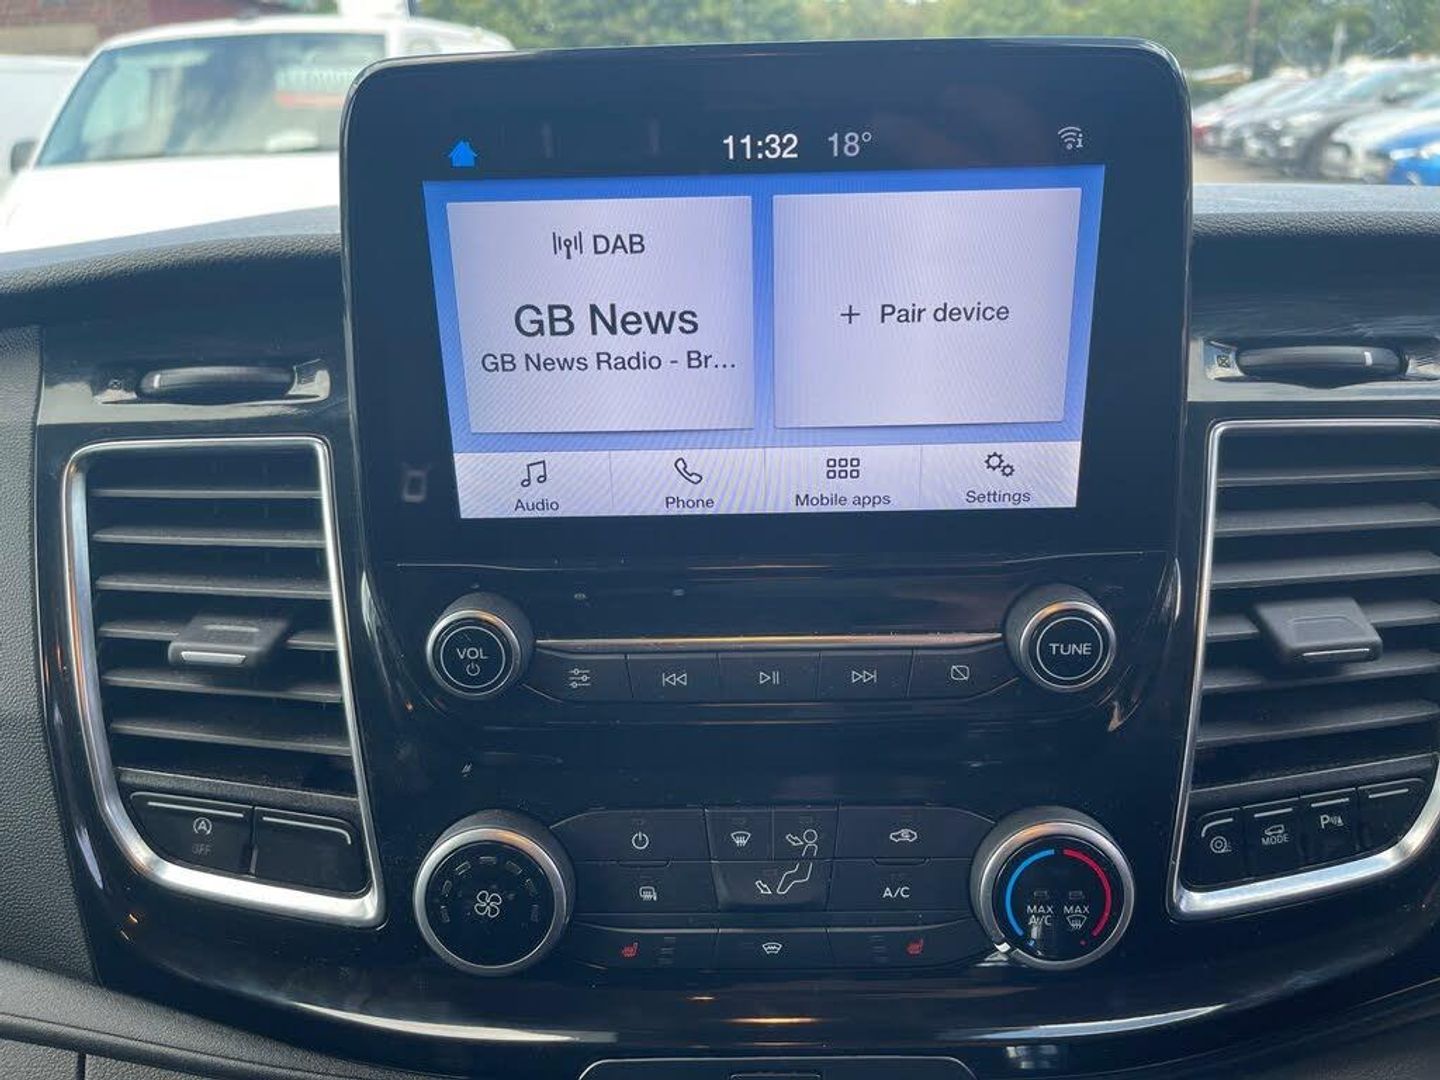 11:32 18°
DAB
GB News
GB News Radio - Br...
+ Pair device
Audio
Phone
Mobile apps
Settings
VOL
TUNE
A
OFF
MODE
P
A/C
MAX
A/C
MAX